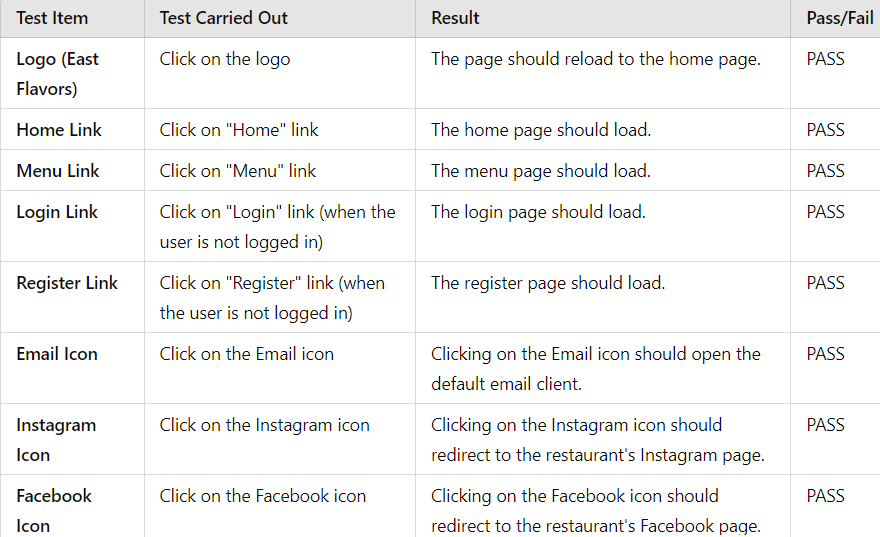 Test Item Test Carried Out Result Pass/Fail
Logo (East Click on the logo The page should reload to the home page. PASS
Flavors)
Home Link Click on "Home" link The home page should load. PASS
Menu Link Click on "Menu" link The menu page should load. PASS
Login Link Click on "Login" link (when the The login page should load. PASS
user is not logged in)
Register Link Click on "Register" link (when The register page should load. PASS
the user is not logged in)
Email Icon Click on the Email icon Clicking on the Email icon should open the PASS
default email client.
Instagram Click on the Instagram icon Clicking on the Instagram icon should PASS
Icon redirect to the restaurant's Instagram page.
Facebook Click on the Facebook icon Clicking on the Facebook icon should PASS
Icon redirect to the restaurant's Facebook page.